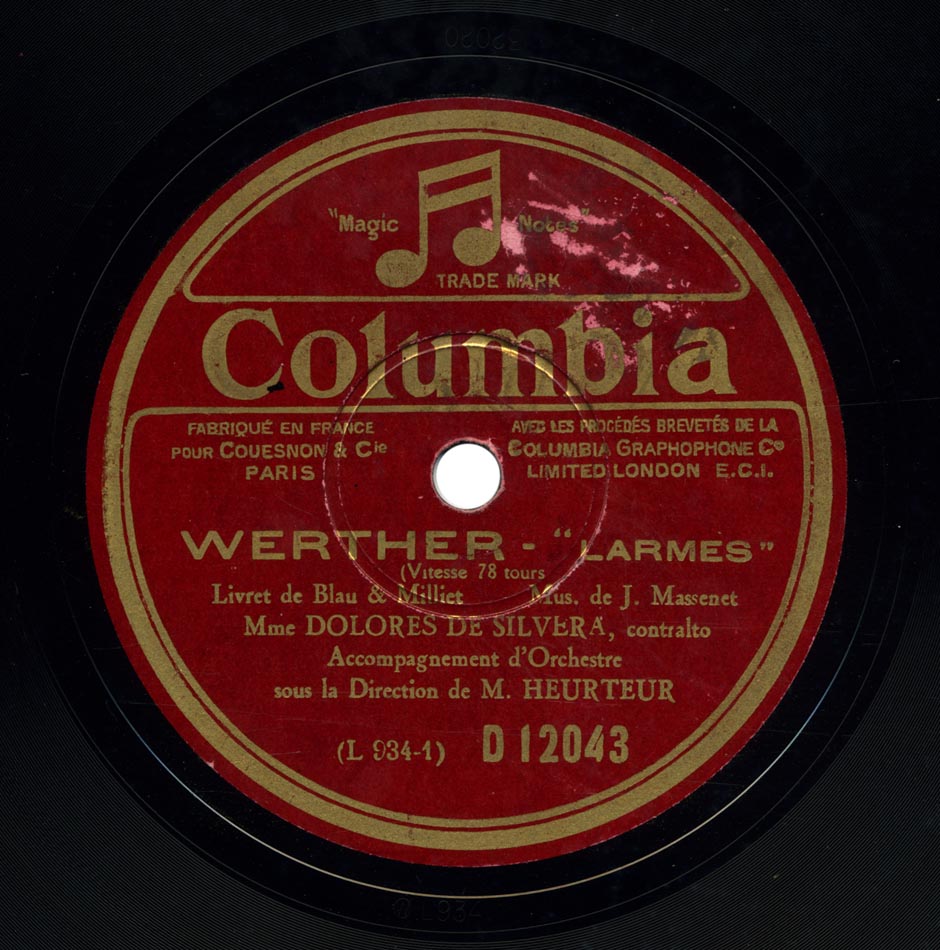 "Magic Notes"
TRADE MARK
Columbia
FABRIQUÉ EN FRANCE
POUR COUESNON & Cie
PARIS
AVEC LES PROCÉDÉS BREVETÉS DE LA
COLUMBIA GRAPHOPHONE Co
LIMITED LONDON E.C.I.
WERTHER - "LARMES"
(Vitesse 78 tours
Livret de Blau & Milliet Mus. de J. Massenet
Mme DOLORES DE SILVERA, contralto
Accompagnement d'Orchestre
sous la Direction de M. HEURTEUR
(L 934-1) D 12043